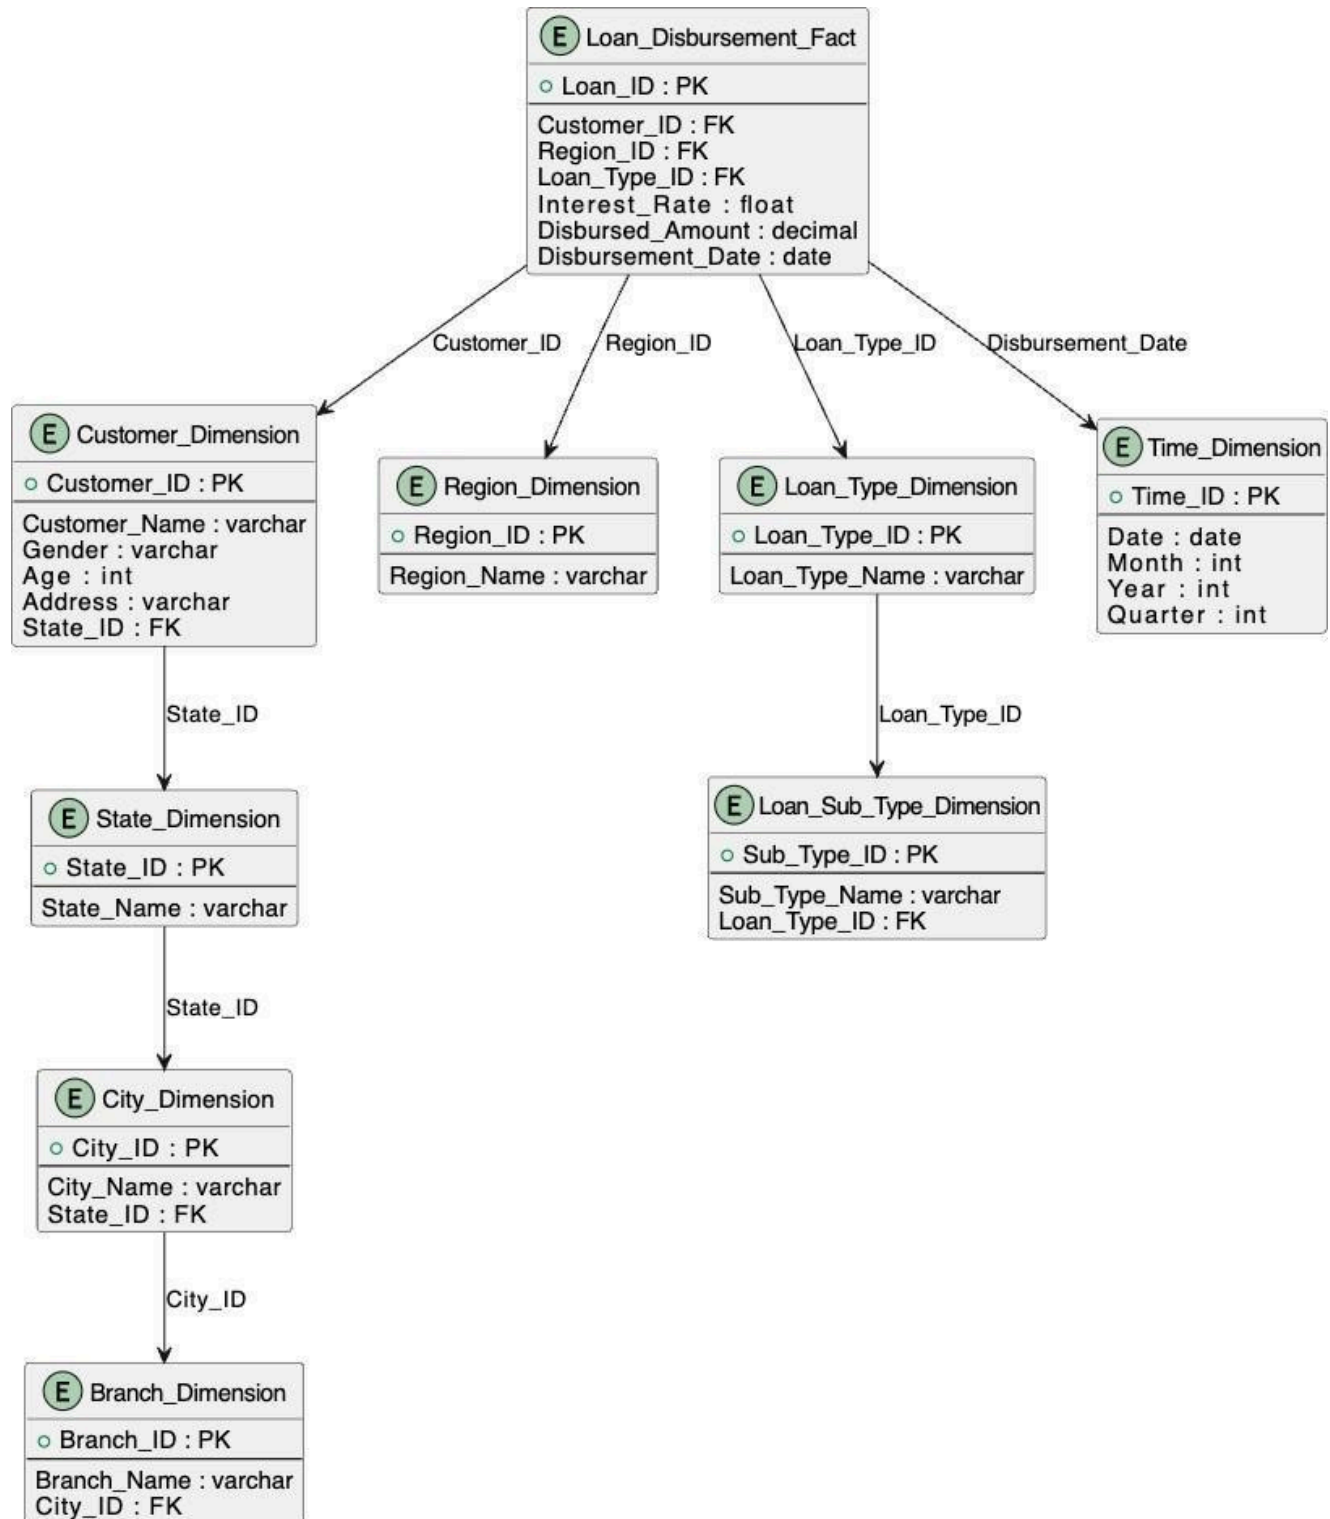 E Loan_Disbursement_Fact
Loan_ID : PK
Customer_ID : FK
Region_ID : FK
Loan_Type_ID : FK
Interest_Rate : float
Disbursed_Amount : decimal
Disbursement_Date : date
Customer_ID
Region_ID
Loan_Type_ID
Disbursement_Date
E Customer_Dimension
Customer_ID : PK
Customer_Name : varchar
Gender : varchar
Age : int
Address : varchar
State_ID : FK
E Region_Dimension
Region_ID : PK
Region_Name : varchar
E Loan_Type_Dimension
Loan_Type_ID : PK
Loan_Type_Name : varchar
E Time_Dimension
Time_ID : PK
Date : date
Month : int
Year : int
Quarter : int
State_ID
Loan_Type_ID
E State_Dimension
State_ID : PK
State_Name : varchar
E Loan_Sub_Type_Dimension
Sub_Type_ID : PK
Sub_Type_Name : varchar
Loan_Type_ID : FK
State_ID
E City_Dimension
City_ID : PK
City_Name : varchar
State_ID : FK
City_ID
E Branch_Dimension
Branch_ID : PK
Branch_Name : varchar
City_ID : FK